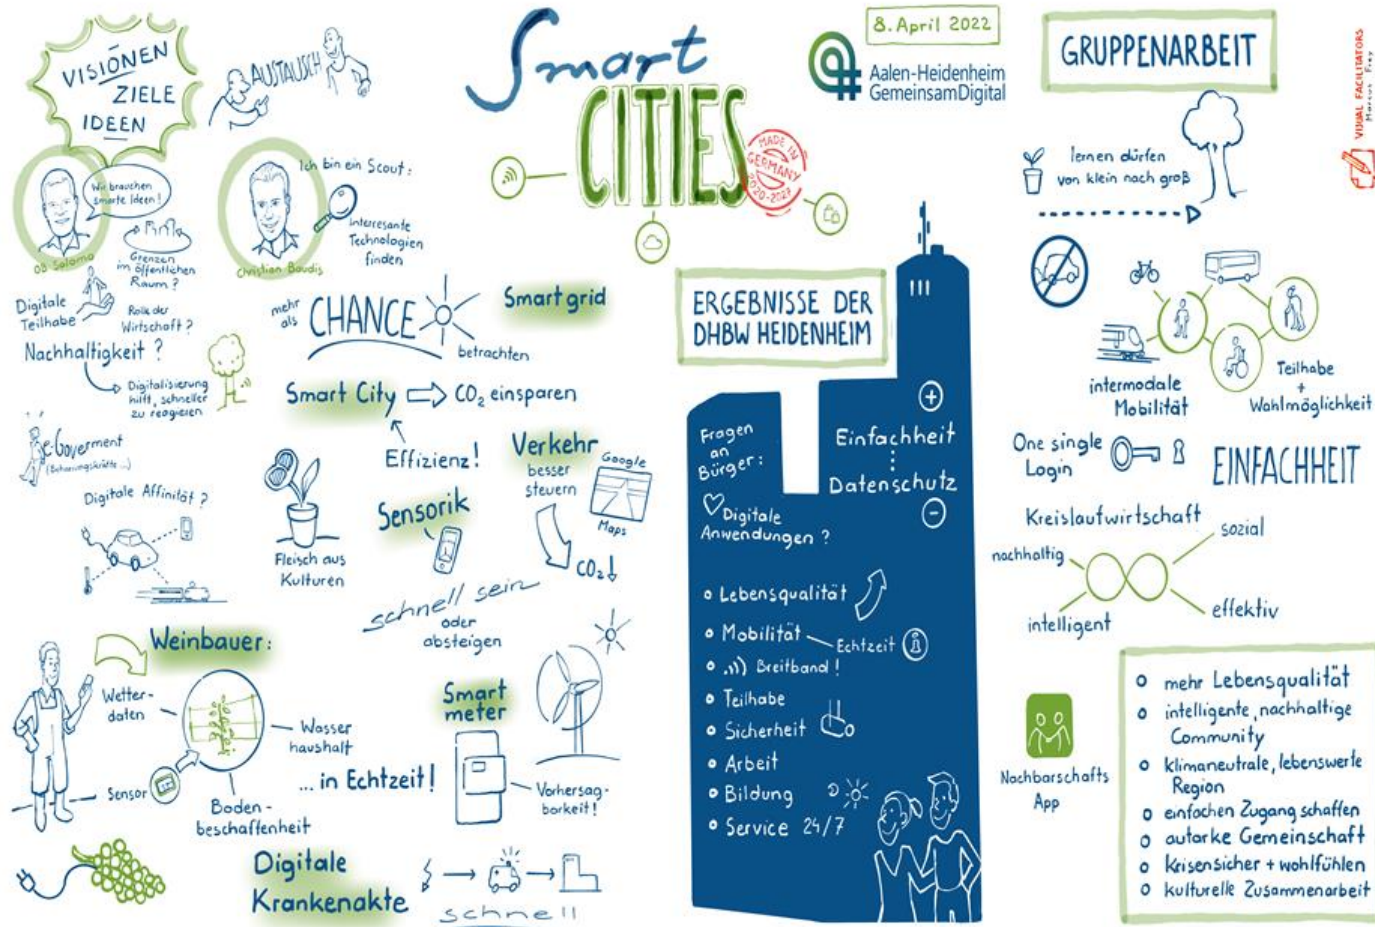 VISIONEN
ZIELE
IDEEN
AUSTAUSCH
Wir brauchen
smarte Ideen!
OB Salomo
Grenzen
im öffentlichen
Raum?
Ich bin ein Scout:
Interessante
Technologien
finden
Christian Baudis
Digitale
Teilhabe
Rolle der
Wirtschaft?
Nachhaltigkeit?
Digitalisierung
hilft, schneller
zu reagieren
e-Goverment
(Beharrungskräfte...)
Digitale Affinität?
mehr
als
CHANCE
betrachten
Smart grid
Smart City
CO₂ einsparen
Effizienz!
Fleisch aus
Kulturen
Sensorik
Verkehr
besser
steuern
Google
Maps
CO₂↓
schnell sein
oder
absteigen
Weinbauer:
Wetter-
daten
Sensor
Wasser
haushalt
Boden-
beschaffenheit
... in Echtzeit!
Smart
meter
Vorhersag-
barkeit!
Digitale
Krankenakte
schnell
Smart
CITIES
MADE IN
GERMANY
8. April 2022
Aalen-Heidenheim
GemeinsamDigital
ERGEBNISSE DER
DHBW HEIDENHEIM
Fragen
an
Bürger:
Digitale
Anwendungen?
+
Einfachheit
Datenschutz
-
Lebensqualität
Mobilität
Echtzeit
i
Breitband!
Teilhabe
Sicherheit
Arbeit
Bildung
Service 24/7
GRUPPENARBEIT
VISUAL FACILITATORS
Marcus Frey
lernen dürfen
von klein nach groß
intermodale
Mobilität
Teilhabe
+
Wahlmöglichkeit
One single
Login
EINFACHHEIT
Kreislaufwirtschaft
nachhaltig
sozial
intelligent
effektiv
Nachbarschafts
App
mehr Lebensqualität
intelligente, nachhaltige
Community
klimaneutrale, lebenswerte
Region
einfachen Zugang schaffen
autarke Gemeinschaft
Krisensicher + wohlfühlen
kulturelle Zusammenarbeit